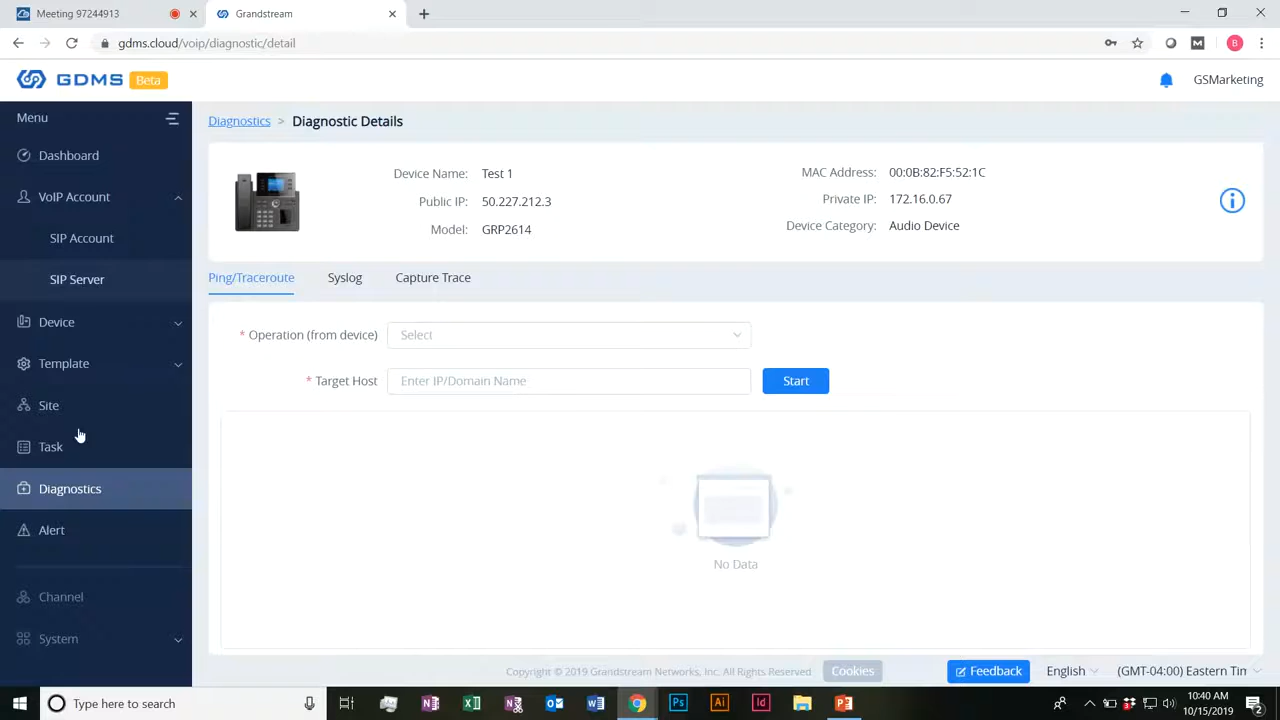 Meeting 97244913
Grandstream
gdms.cloud/voip/diagnostic/detail
B
GDMS Beta
GSMarketing
Menu
Dashboard
VoIP Account
SIP Account
SIP Server
Device
Template
Site
Task
Diagnostics
Alert
Channel
System
Diagnostics > Diagnostic Details
Device Name: Test 1
Public IP: 50.227.212.3
Model: GRP2614
MAC Address: 00:0B:82:F5:52:1C
Private IP: 172.16.0.67
Device Category: Audio Device
Ping/Traceroute Syslog Capture Trace
* Operation (from device) Select
* Target Host Enter IP/Domain Name Start
No Data
Copyright © 2019 Grandstream Networks, Inc. All Rights Reserved Cookies Feedback English (GMT-04:00) Eastern Tin
Type here to search
10:40 AM
10/15/2019
2